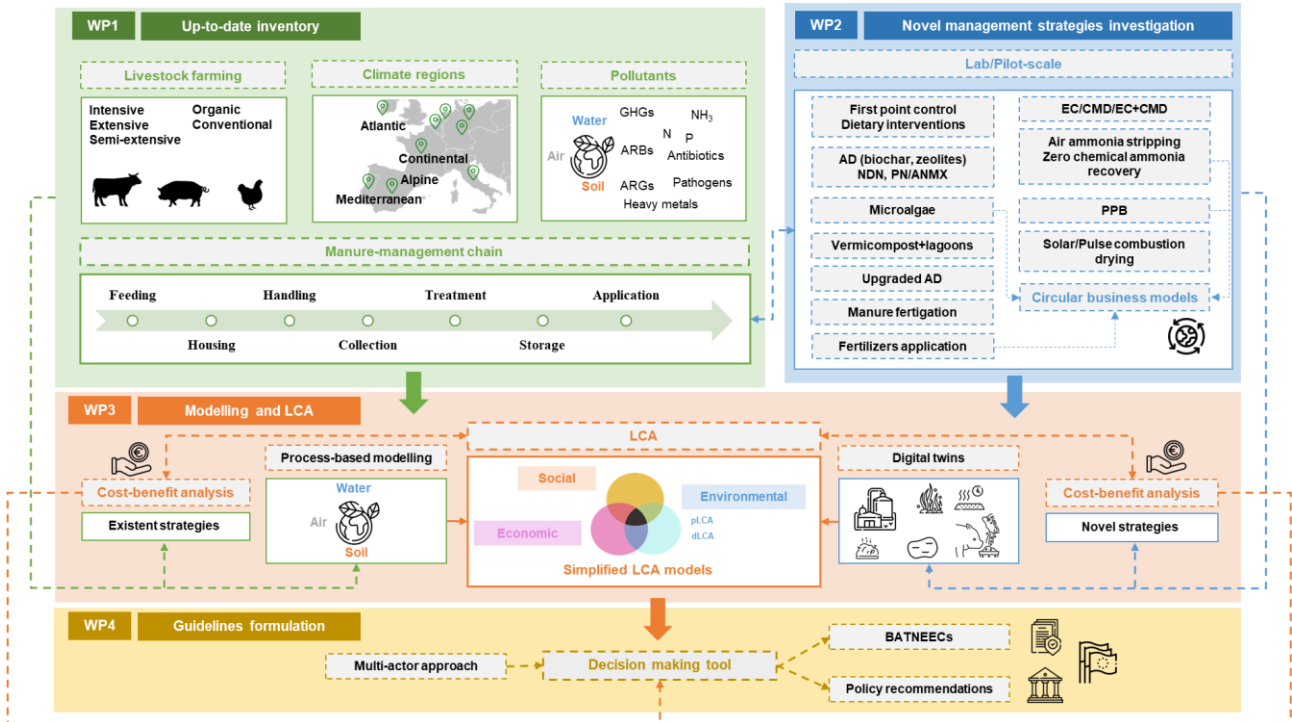 WP1
Up-to-date inventory
Livestock farming
Intensive
Extensive
Semi-extensive
Organic
Conventional
Climate regions
Atlantic
Continental
Alpine
Mediterranean
Pollutants
Water
Air
Soil
GHGs
NH3
N
P
ARBs
Antibiotics
ARGs
Pathogens
Heavy metals
Manure-management chain
Feeding
Handling
Treatment
Application
Housing
Collection
Storage
WP2
Novel management strategies investigation
Lab/Pilot-scale
First point control
Dietary interventions
AD (biochar, zeolites)
NDN, PN/ANMX
Microalgae
Vermicompost+lagoons
Upgraded AD
Manure fertigation
Fertilizers application
EC/CMD/EC+CMD
Air ammonia stripping
Zero chemical ammonia
recovery
PPB
Solar/Pulse combustion
drying
Circular business models
WP3
Modelling and LCA
Cost-benefit analysis
Existent strategies
Process-based modelling
Water
Air
Soil
LCA
Social
Environmental
pLCA
dLCA
Economic
Simplified LCA models
Digital twins
Cost-benefit analysis
Novel strategies
WP4
Guidelines formulation
Multi-actor approach
Decision making tool
BATNEECs
Policy recommendations